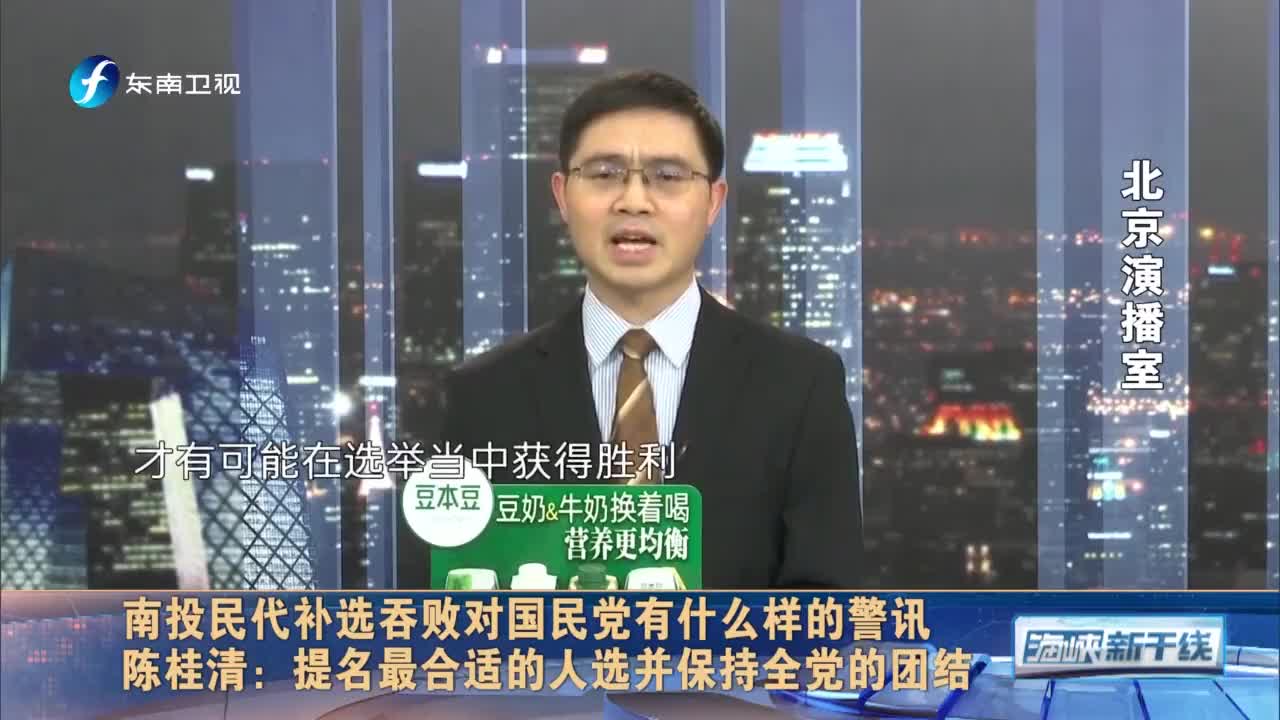 东南卫视
北京演播室
才有可能在选举当中获得胜利
豆本豆
豆奶&牛奶换着喝
营养更均衡
南投民代补选吞败对国民党有什么样的警讯
陈桂清：提名最合适的人选并保持全党的团结
海峡新干线